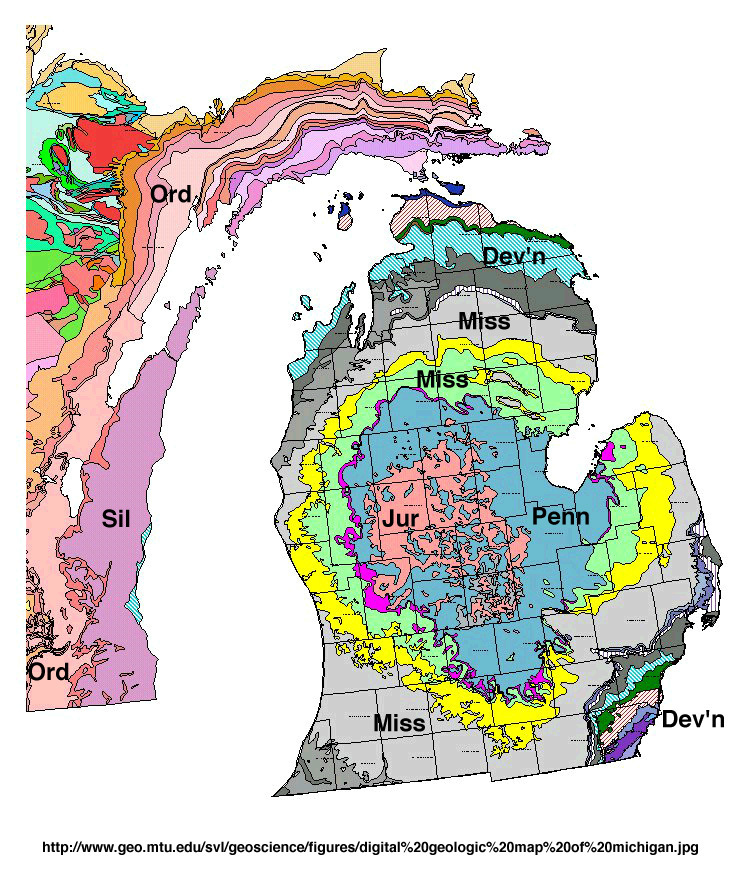 Ord
Dev'n
Miss
Miss
Jur
Penn
Sil
Ord
Miss
Dev'n
http://www.geo.mtu.edu/svl/geoscience/figures/digital%20geologic%20map%20of%20michigan.jpg